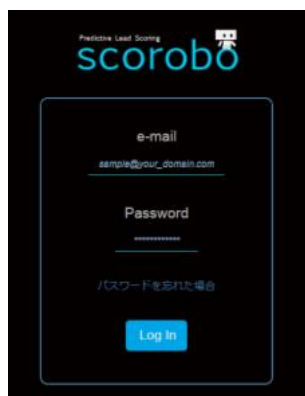 Predictive Lead Scoring
scorobo
e-mail
sample@your_domain.com
Password
************
パスワードを忘れた場合
Log In